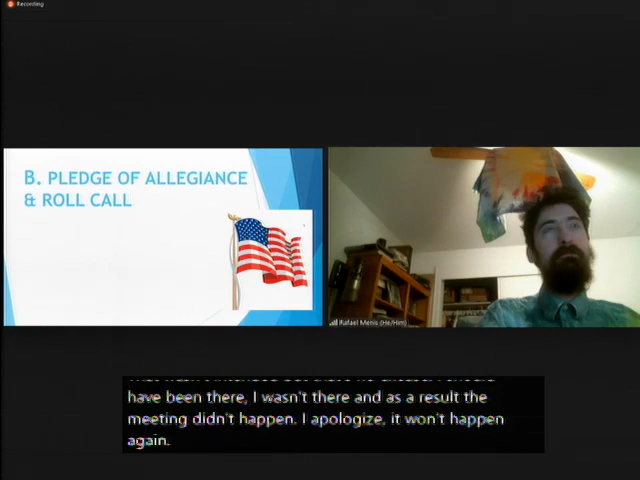 Recording
B. PLEDGE OF ALLEGIANCE
& ROLL CALL
Rafael Menis (He/Him)
have been there, I wasn't there and as a result the
meeting didn't happen. I apologize, it won't happen
again.